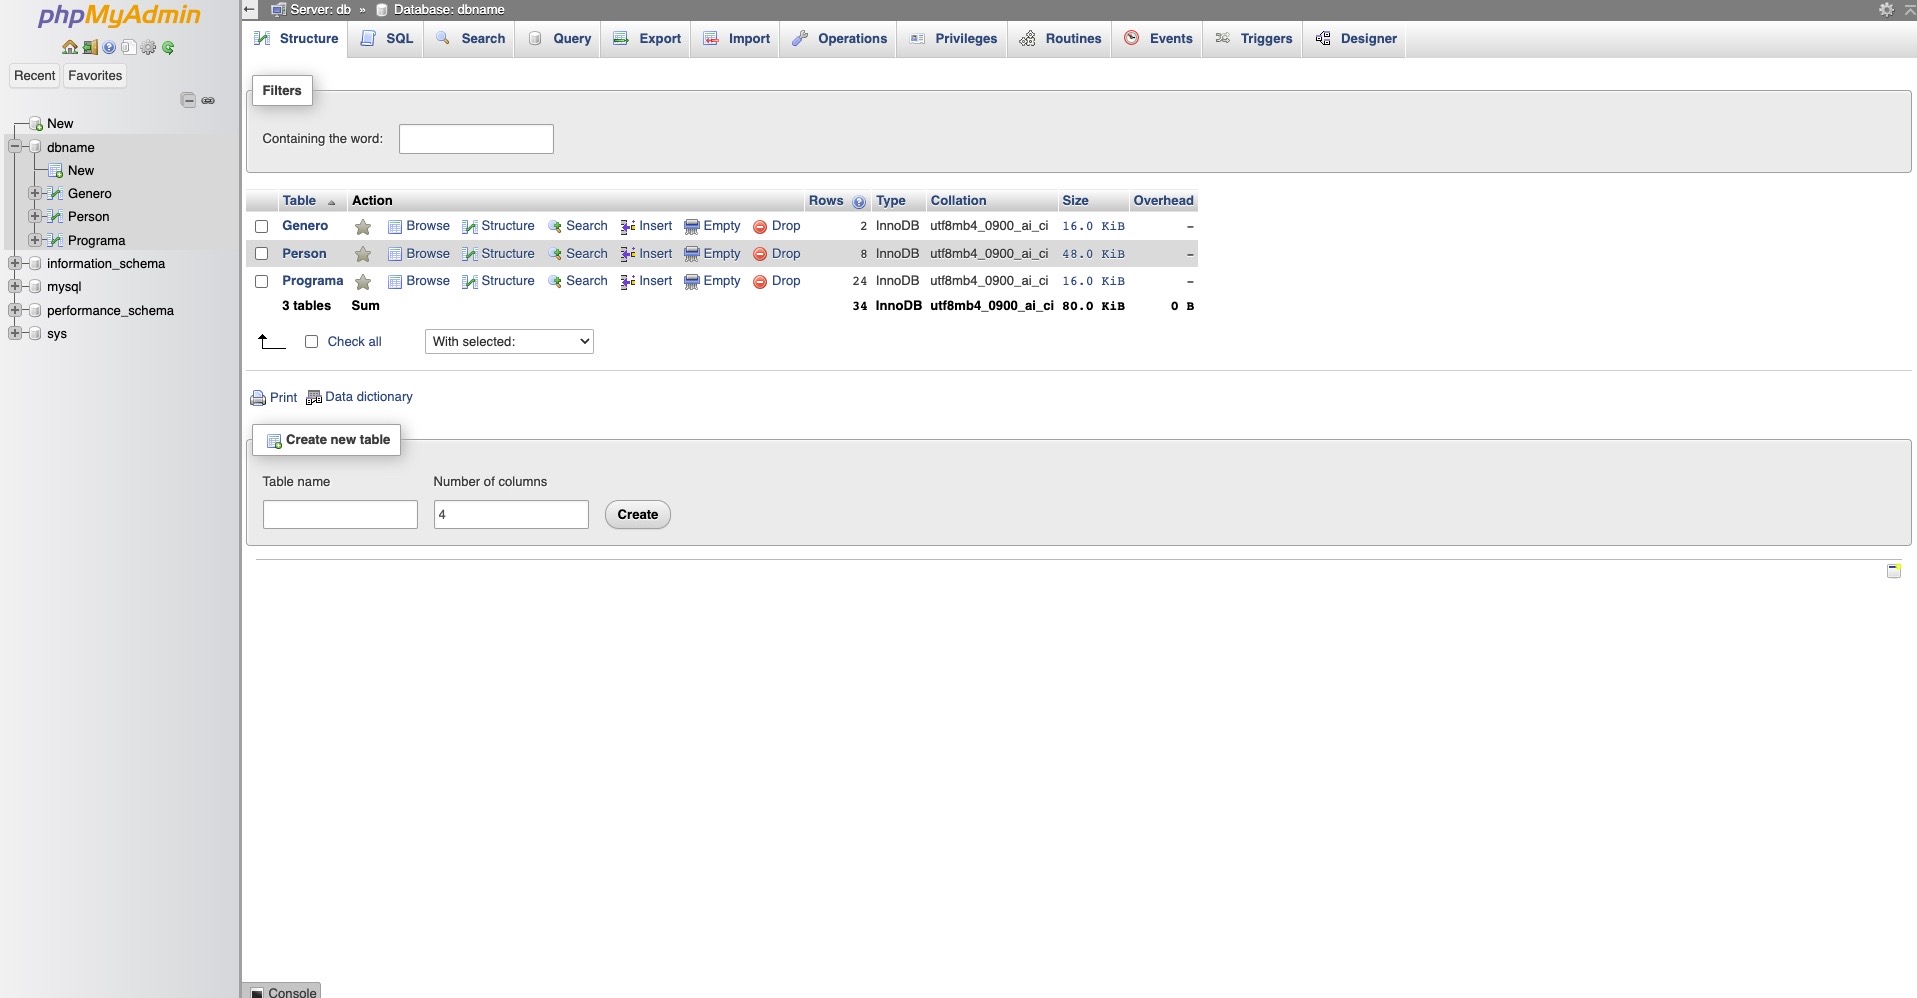 phpMyAdmin
Recent Favorites
New
dbname
New
Genero
Person
Programa
information_schema
mysql
performance_schema
sys
Server: db » Database: dbname
Structure SQL Search Query Export Import Operations Privileges Routines Events Triggers Designer
Filters
Containing the word:
Table Action Rows Type Collation Size Overhead
Genero Browse Structure Search Insert Empty Drop 2 InnoDB utf8mb4_0900_ai_ci 16.0 KiB -
Person Browse Structure Search Insert Empty Drop 8 InnoDB utf8mb4_0900_ai_ci 48.0 KiB -
Programa Browse Structure Search Insert Empty Drop 24 InnoDB utf8mb4_0900_ai_ci 16.0 KiB -
3 tables Sum 34 InnoDB utf8mb4_0900_ai_ci 80.0 KiB 0 B
Check all With selected:
Print Data dictionary
Create new table
Table name Number of columns
4 Create
Console